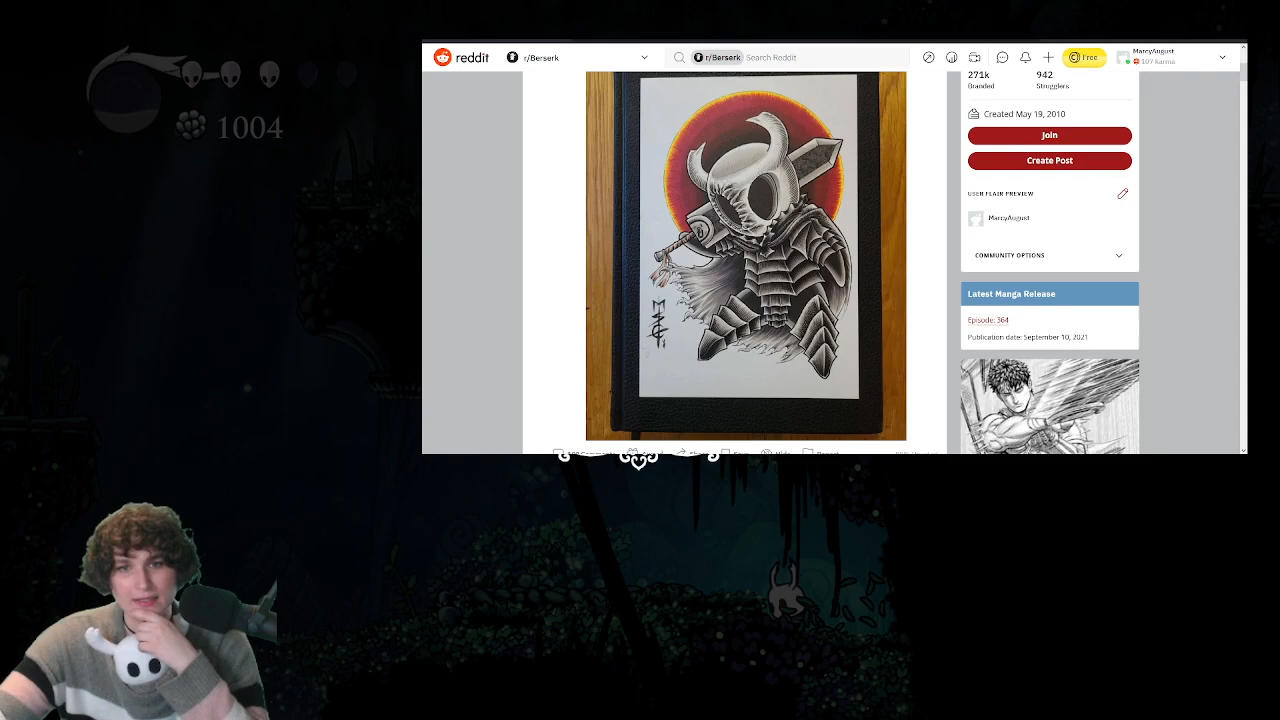 1004
reddit
r/Berserk
r/Berserk Search Reddit
Free
MarcyAugust
107 karma
271k 942
Branded Strugglers
Created May 19, 2010
Join
Create Post
USER FLAIR PREVIEW
MarcyAugust
COMMUNITY OPTIONS
Latest Manga Release
Episode: 364
Publication date: September 10, 2021